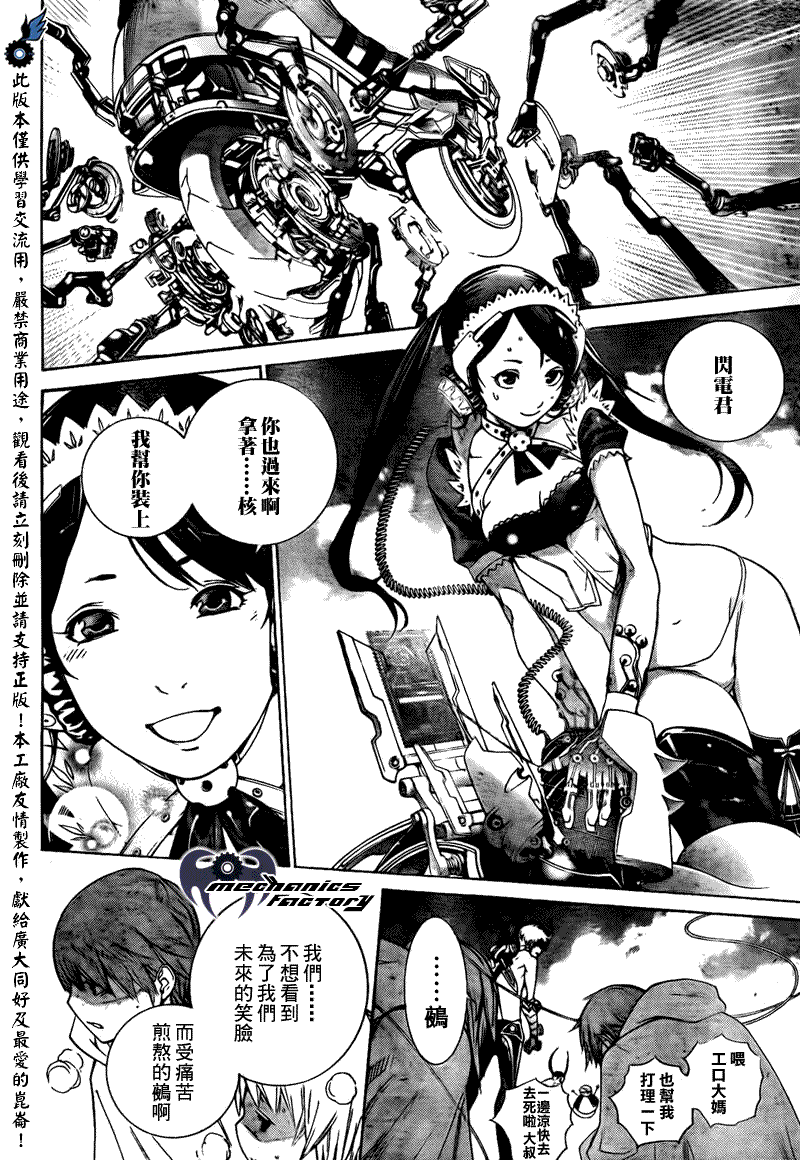 此版本僅供學習交流用，嚴禁商業用途，觀看後請立刻刪除並請支持正版！本工廠友情製作，獻給廣大同好及最愛的崑崙！
閃電君
你也過來啊
拿著……核
我幫你裝上
mechanics
Factory
喂
工口大媽
也幫我
打理一下
一邊涼快去
去死啦 大叔
……鵺
我們……
不想看到
為了我們
未來的笑臉
而受痛苦
煎熬的鵺啊